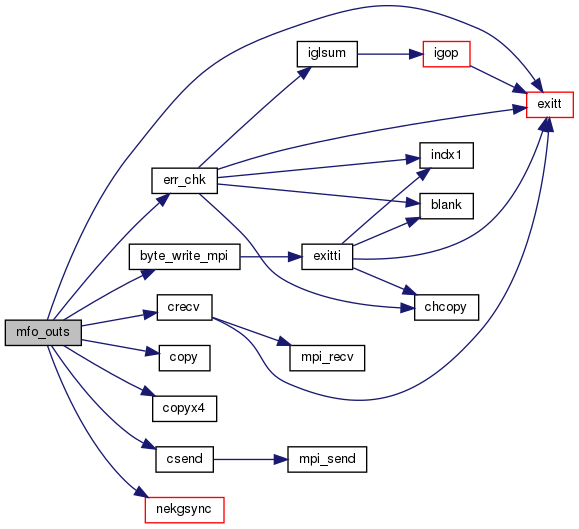 iglsum
igop
exitt
indx1
err_chk
blank
byte_write_mpi
exitti
crecv
chcopy
mfo_outs
copy
mpi_recv
copyx4
csend
mpi_send
nekgsync